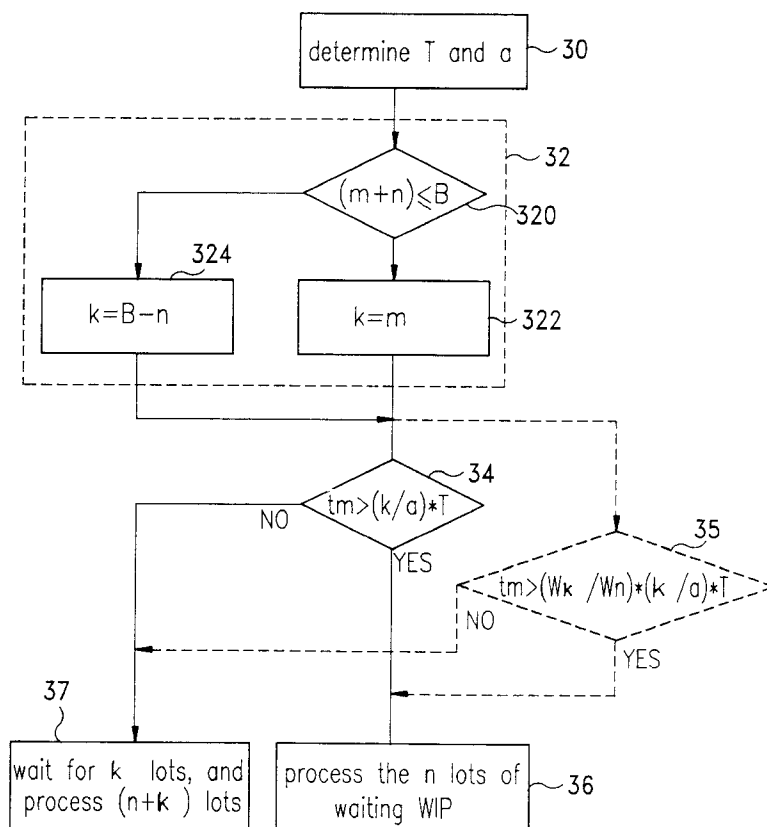 determine T and a
30
32
(m+n)≤B
320
324
k=B-n
k=m
322
34
tm>(k/a)*T
NO
YES
35
tm>(Wk /Wn)*(k /a)*T
NO
YES
37
wait for k lots, and
process (n+k ) lots
process the n lots of
waiting WIP
36